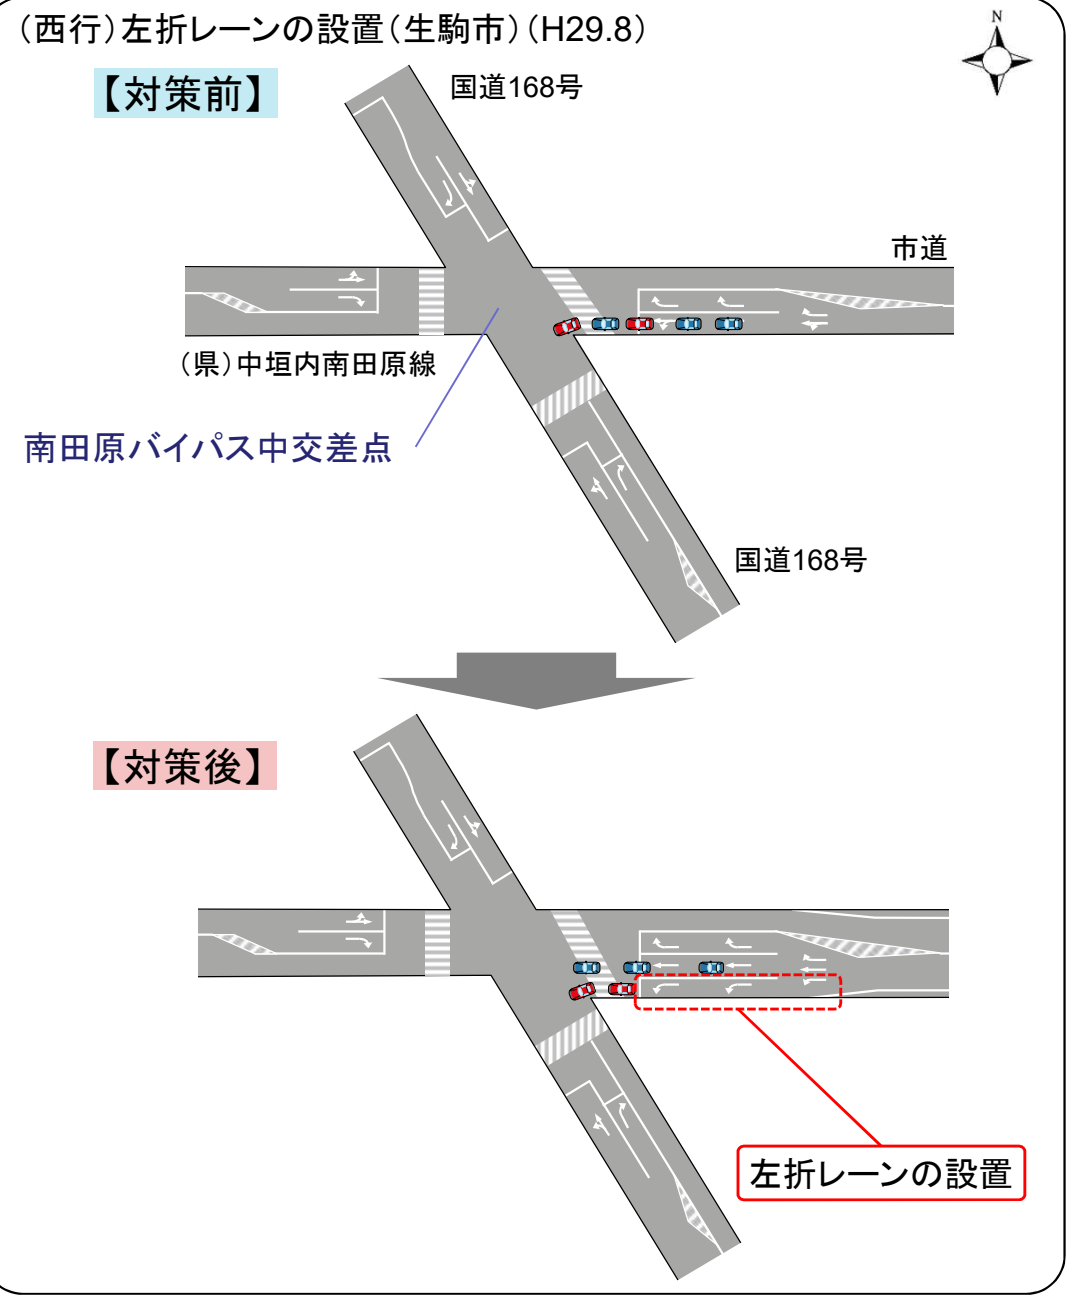 （西行）左折レーンの設置（生駒市）（H29.8）
N
【対策前】
国道168号
市道
（県）中垣内南田原線
南田原バイパス中交差点
国道168号
【対策後】
左折レーンの設置